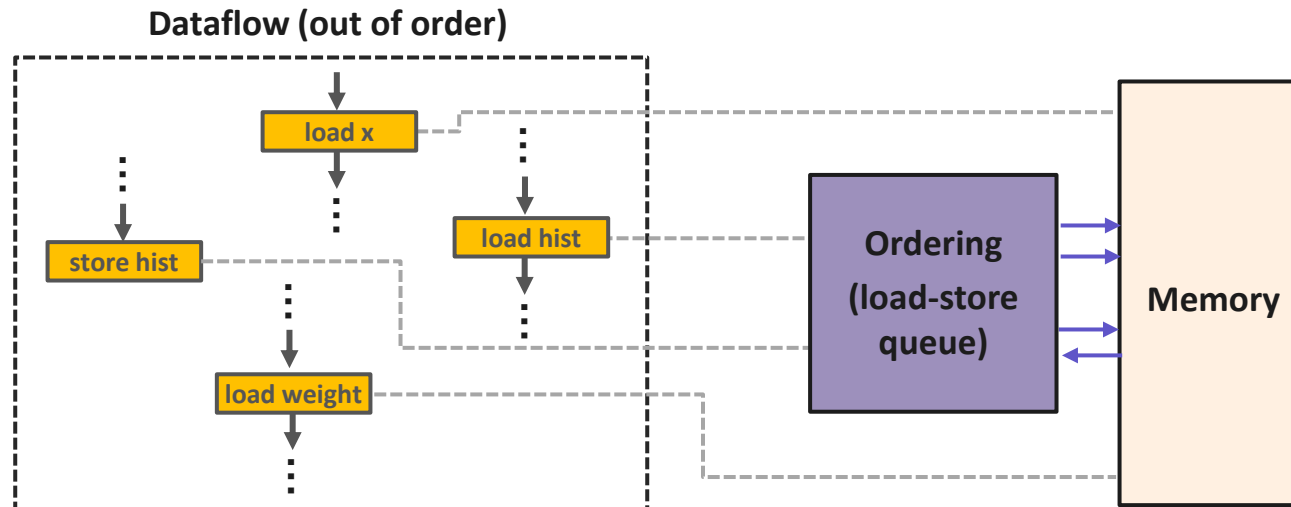 Dataflow (out of order)
load x
load hist
store hist
load weight
Ordering
(load-store
queue)
Memory